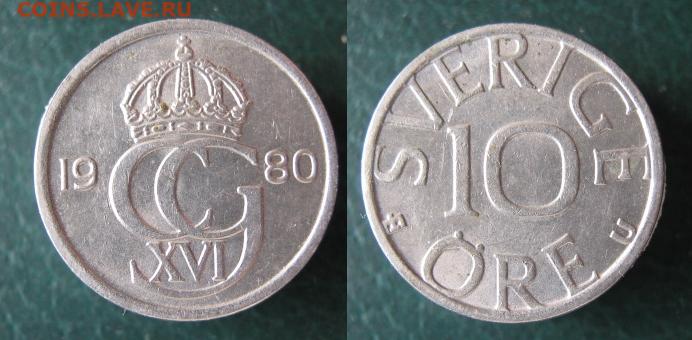 COINS.LAVE.RU
19 80
CG
XVI
SVERIGE
10
ÖRE
E U